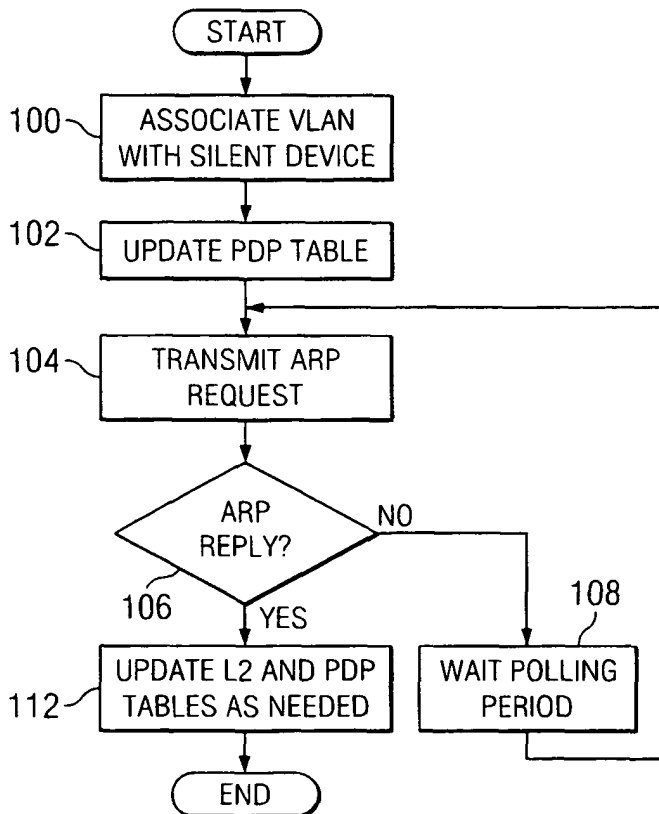 START
100
ASSOCIATE VLAN
WITH SILENT DEVICE
102
UPDATE PDP TABLE
104
TRANSMIT ARP
REQUEST
ARP
REPLY?
NO
106
YES
108
112
UPDATE L2 AND PDP
TABLES AS NEEDED
WAIT POLLING
PERIOD
END